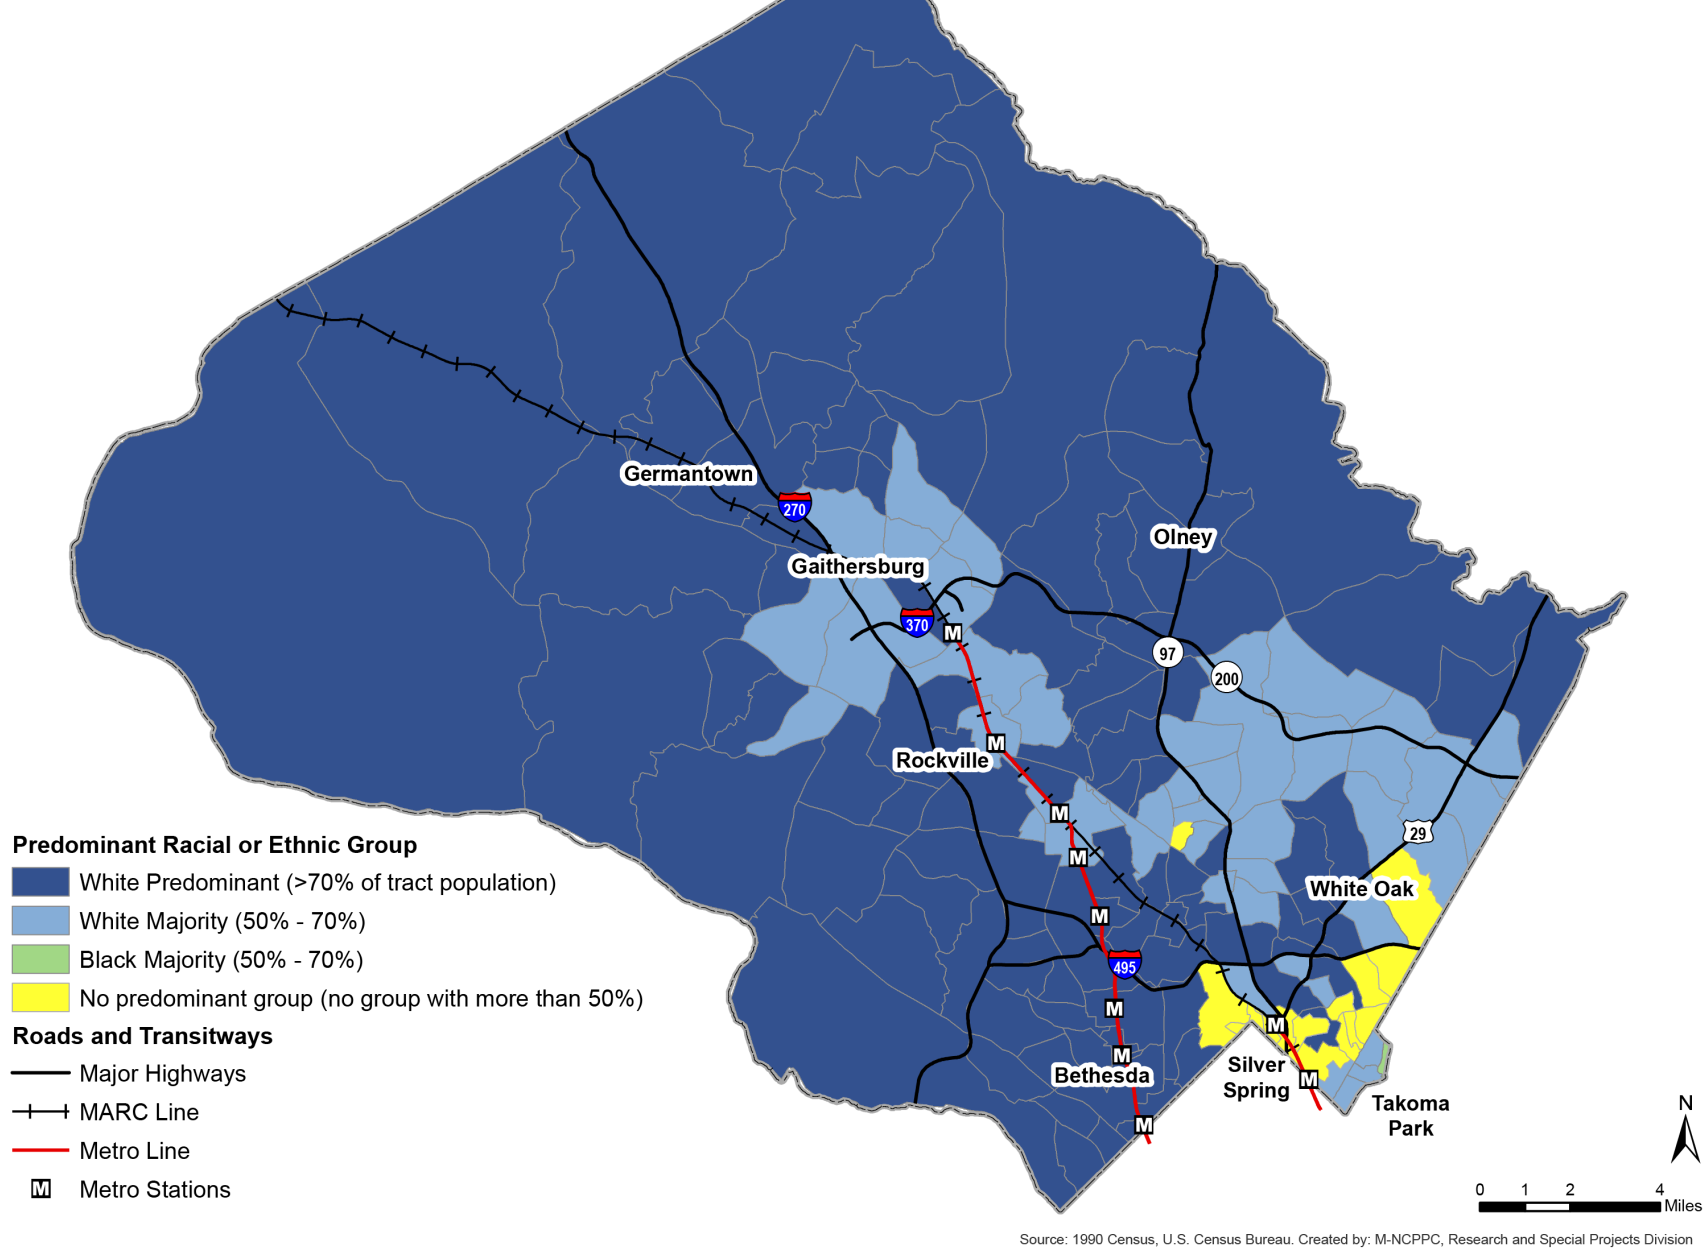 Germantown
270
Gaithersburg
370
M
Olney
97
200
M
Rockville
M
M
29
White Oak
M
495
M
M
M
Bethesda
Silver
Spring
M
M
Takoma
Park
Predominant Racial or Ethnic Group
White Predominant (>70% of tract population)
White Majority (50% - 70%)
Black Majority (50% - 70%)
No predominant group (no group with more than 50%)
Roads and Transitways
Major Highways
MARC Line
Metro Line
M Metro Stations
N
0 1 2 4
Miles
Source: 1990 Census, U.S. Census Bureau. Created by: M-NCPPC, Research and Special Projects Division